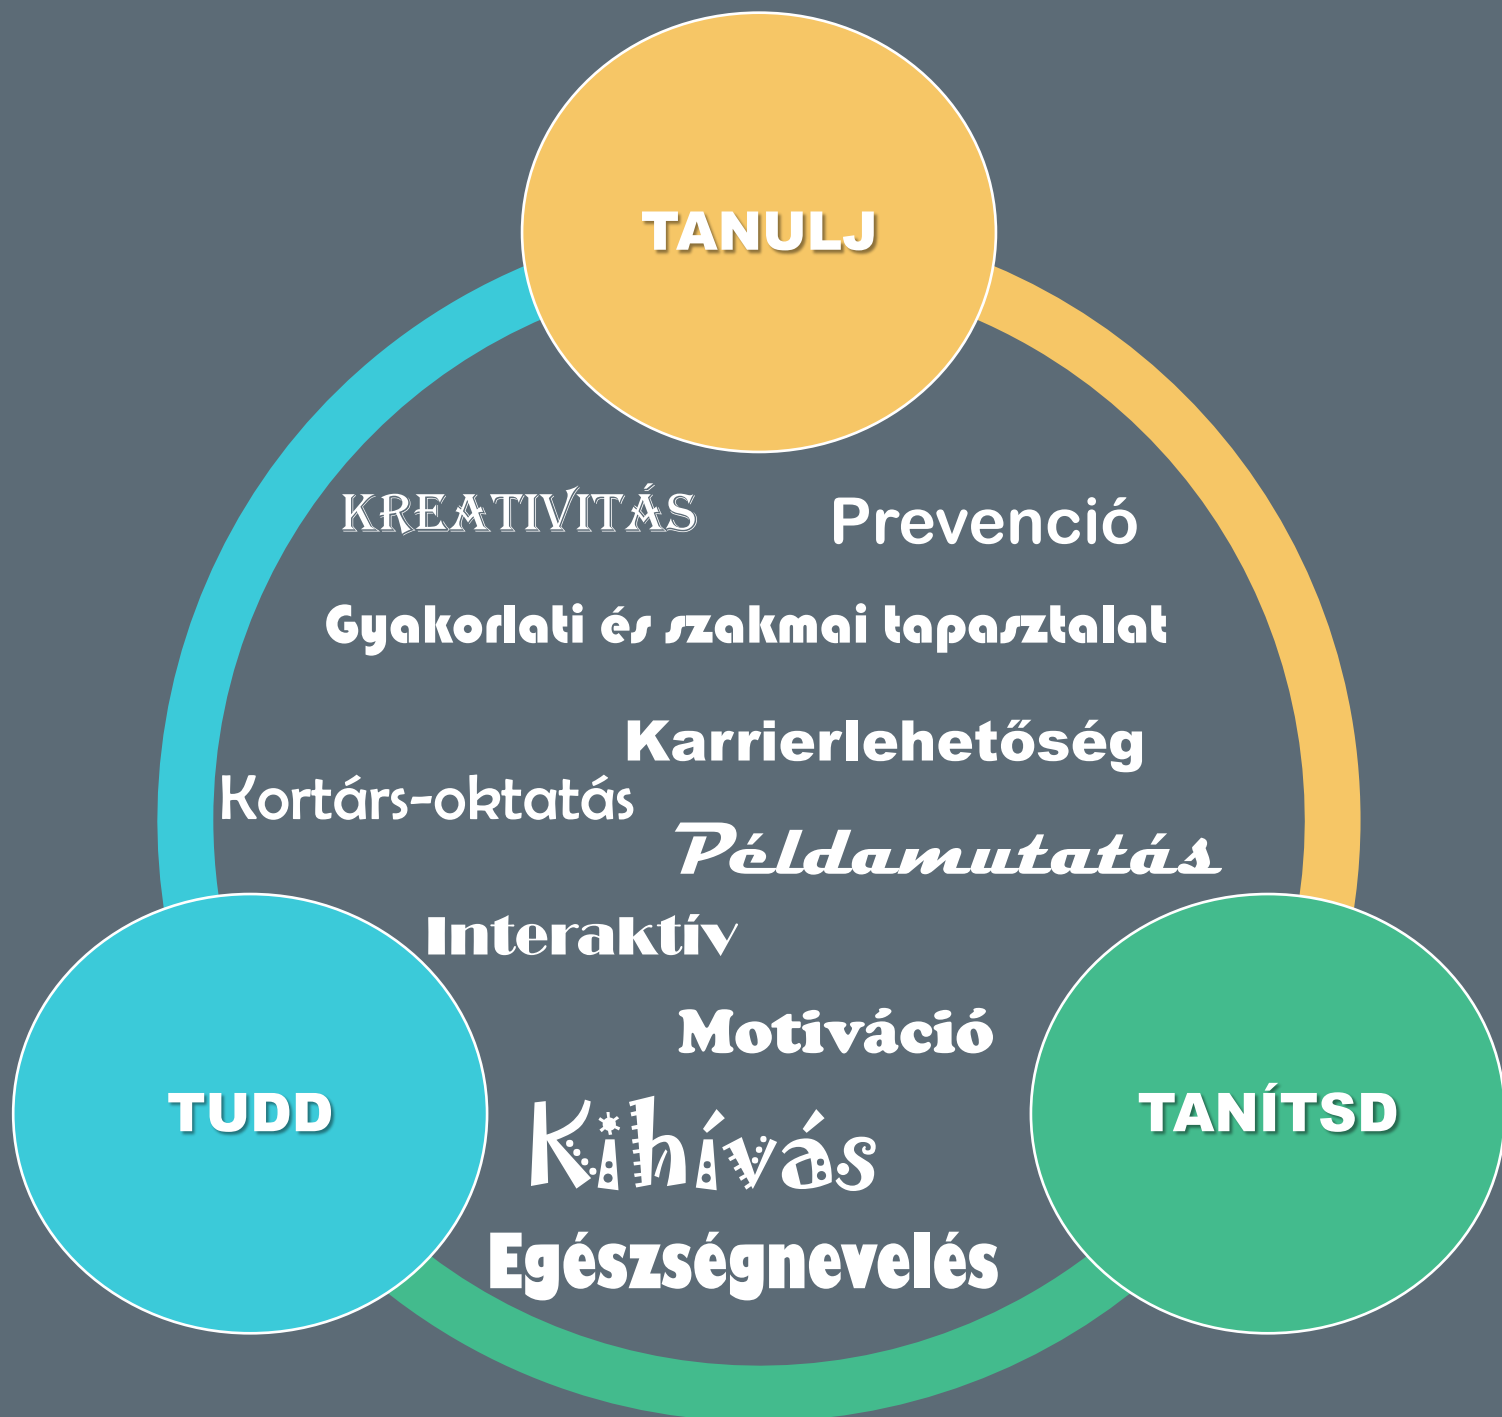 TANULJ
KREATIVITÁS
Prevenció
Gyakorlati és szakmai tapasztalat
Karrierlehetőség
Kortárs-oktatás
Példamutatás
Interaktív
Motiváció
TUDD
TANÍTSD
Kihívás
Egészségnevelés